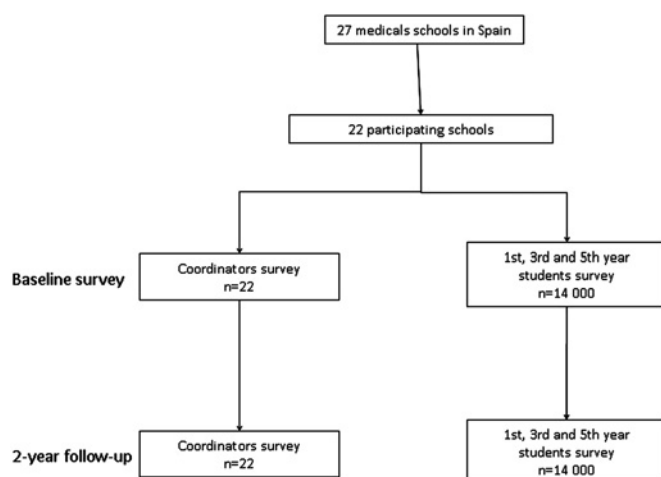 27 medicals schools in Spain
22 participating schools
Baseline survey
Coordinators survey
n=22
1st, 3rd and 5th year
students survey
n=14 000
2-year follow-up
Coordinators survey
n=22
1st, 3rd and 5th year
students survey
n=14 000